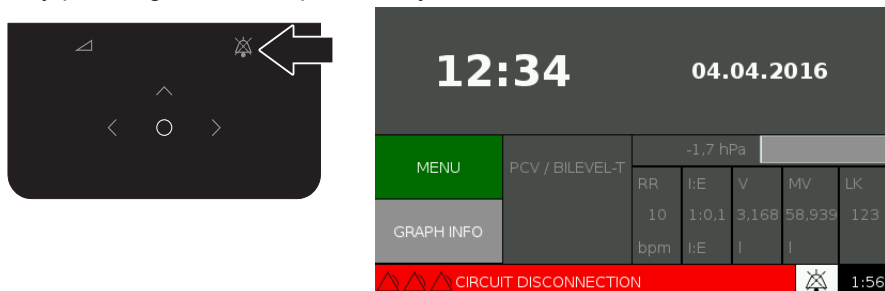 12:34
04.04.2016
MENU
PCV / BILEVEL-T
-1,7 hPa
GRAPH INFO
RR I:E V MV LK
10 1:0,1 3,168 58,939 123
bpm I:E l l
CIRCUIT DISCONNECTION
1:56